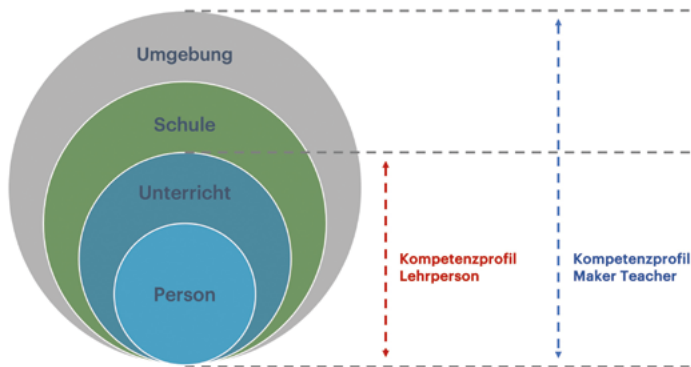 Umgebung
Schule
Unterricht
Person
Kompetenzprofil
Lehrperson
Kompetenzprofil
Maker Teacher